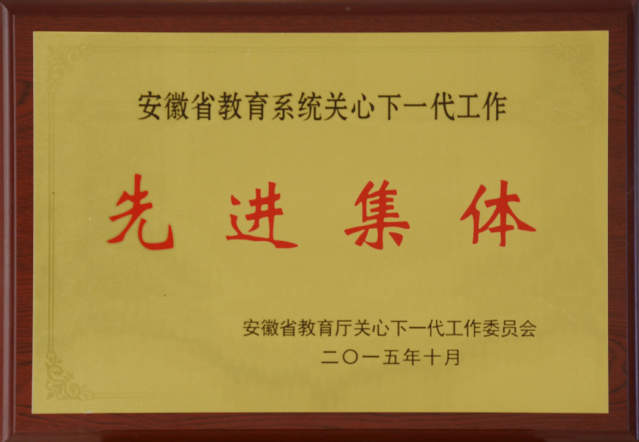 安徽省教育系统关心下一代工作
先进集体
安徽省教育厅关心下一代工作委员会
二〇一五年十月